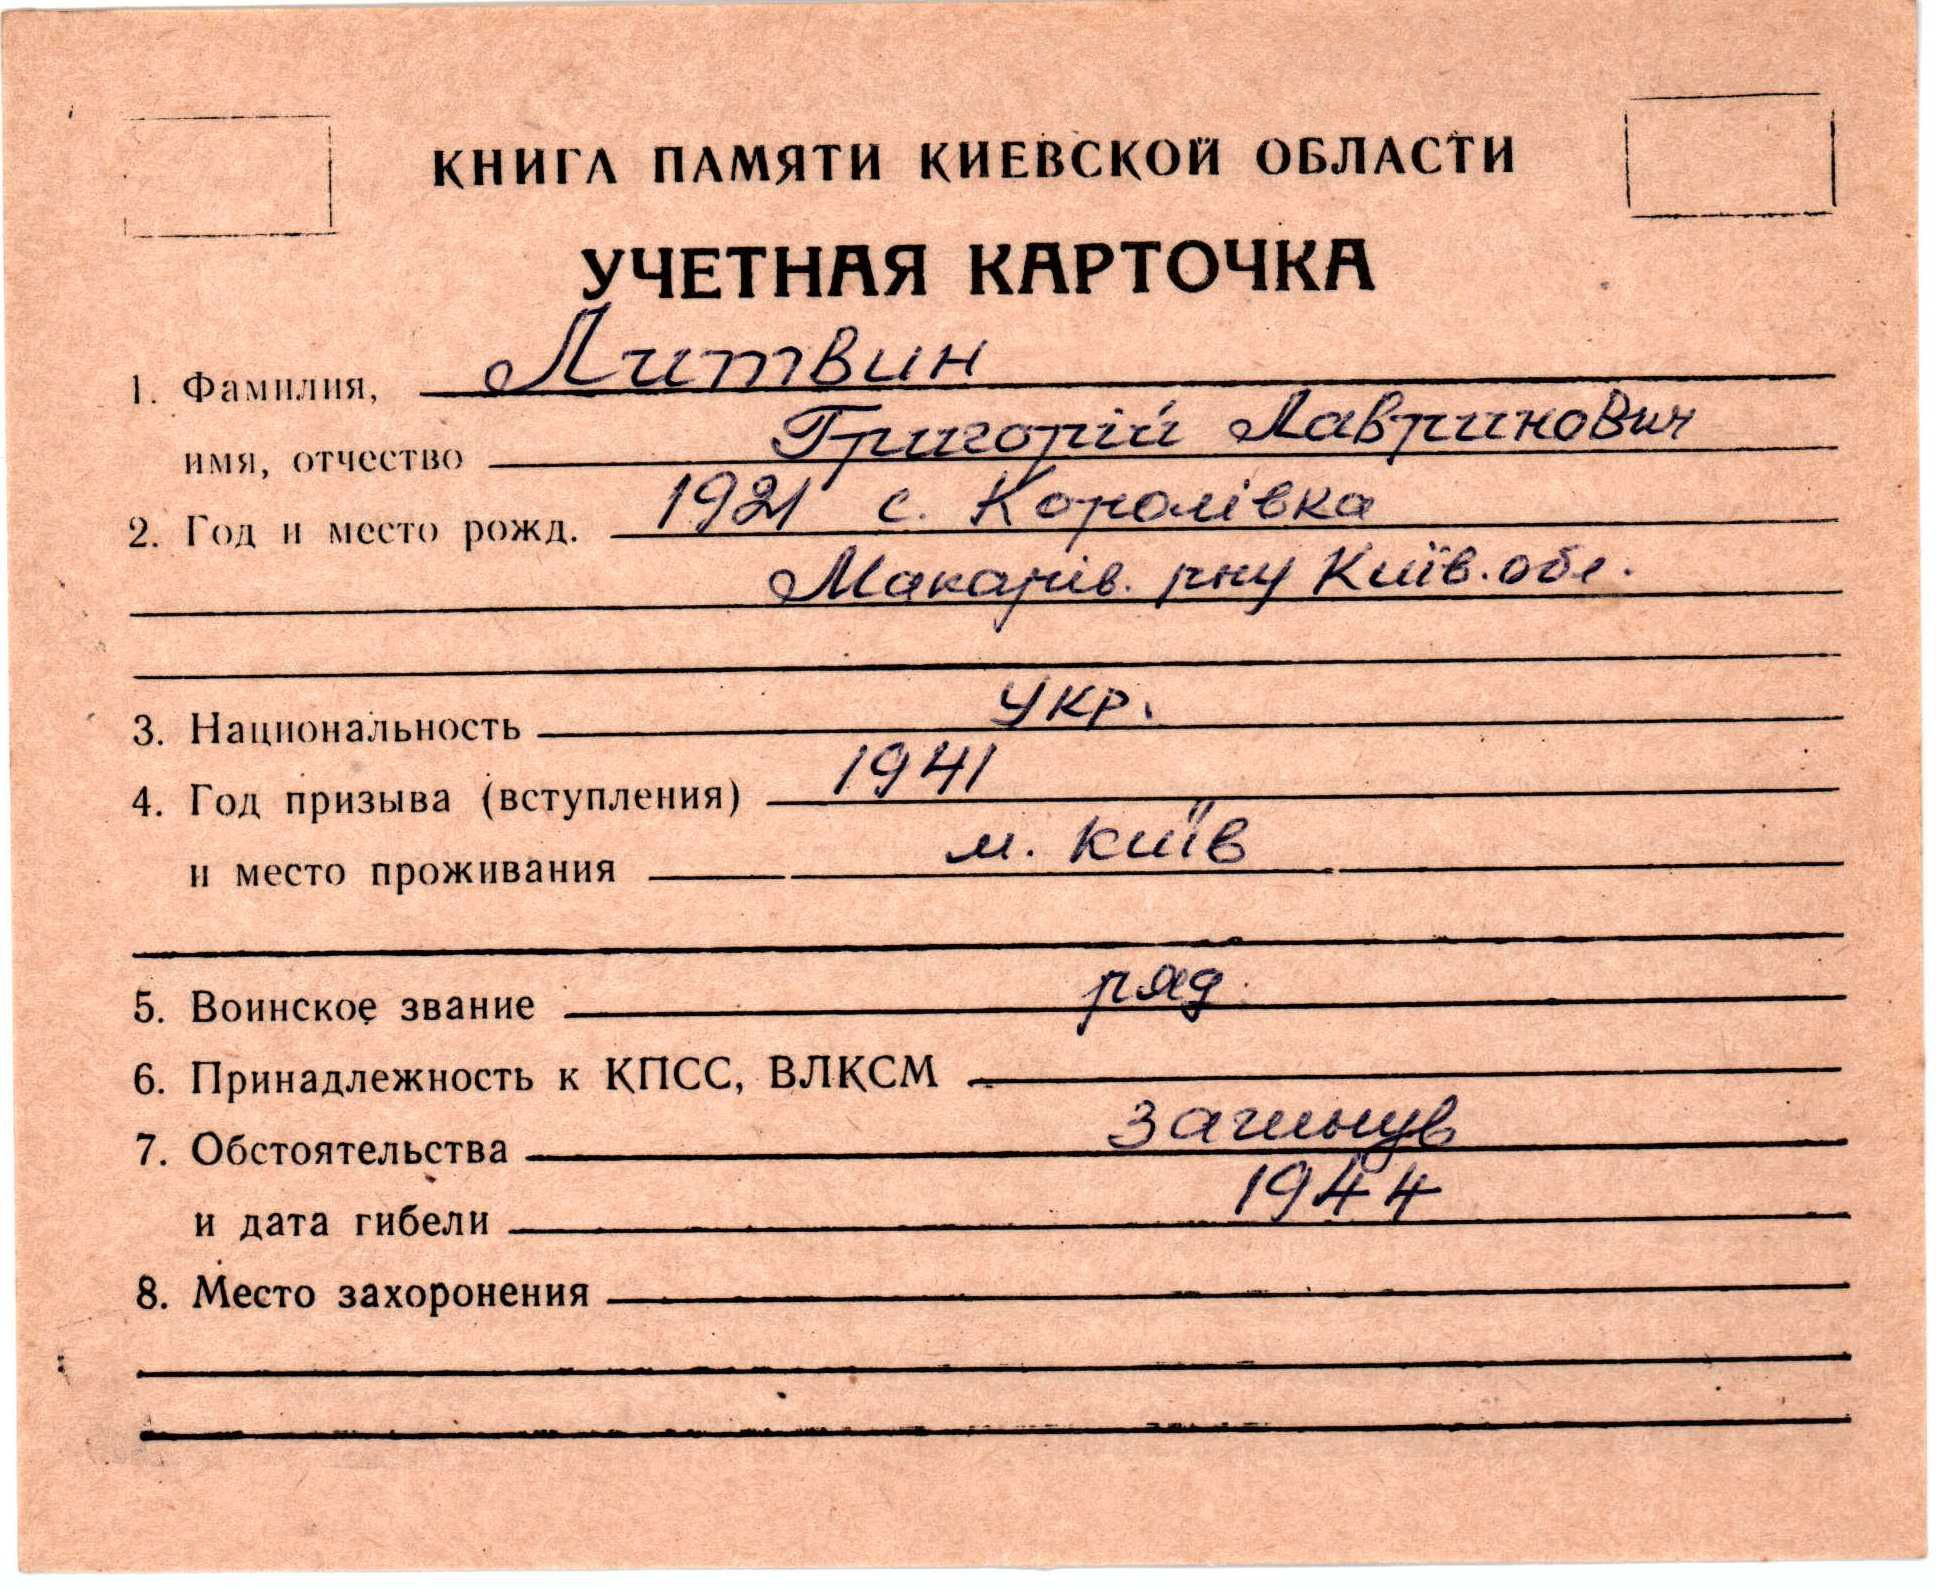 КНИГА ПАМЯТИ КИЕВСКОЙ ОБЛАСТИ
УЧЕТНАЯ КАРТОЧКА
1. Фамилия, Литвин
имя, отчество Григорій Лавринович
2. Год и место рожд. 1921 с. Королівка
Макарів. рну Київ. обл.
3. Национальность укр.
4. Год призыва (вступления) 1941
и место проживания м. Київ
5. Воинское звание ряд.
6. Принадлежность к КПСС, ВЛКСМ
7. Обстоятельства загинув
и дата гибели 1944
8. Место захоронения